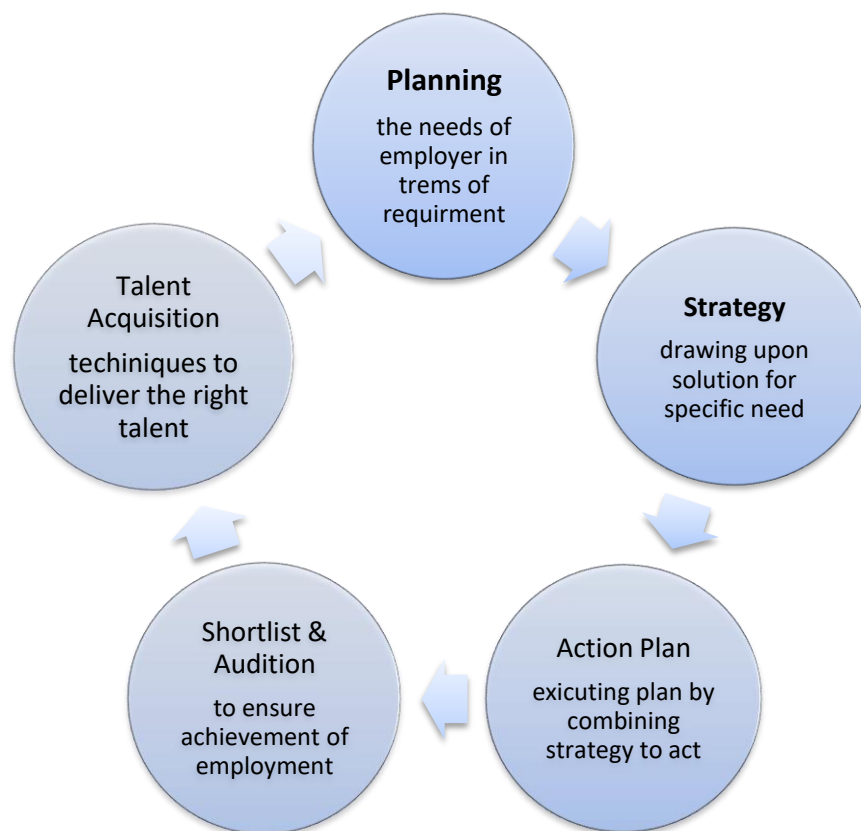 Planning
the needs of
employer in
trems of
requirment
Strategy
drawing upon
solution for
specific need
Action Plan
exicuting plan by
combining
strategy to act
Shortlist &
Audition
to ensure
achievement of
employment
Talent
Acquisition
techiniques to
deliver the right
talent